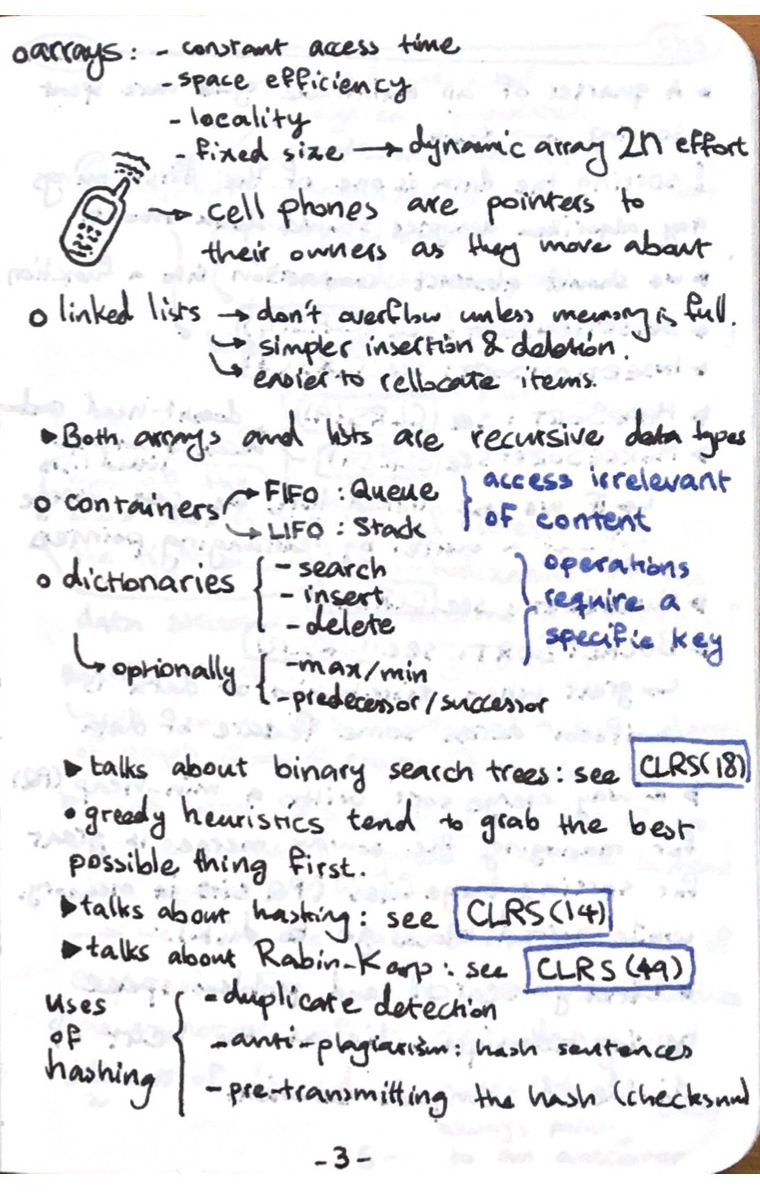 o arrays: - constant access time
- space efficiency
- locality
- fixed size → dynamic array 2n effort
→ cell phones are pointers to
their owners as they move about
o linked lists → don't overflow unless memory is full.
↳ simpler insertion & deletion.
↳ easier to rellocate items.
▸ Both arrays and lists are recursive data types
o containers → FIFO : Queue } access irrelevant
→ LIFO : Stack of content
o dictionaries { - search } operations
- insert require a
- delete specific key
↳ optionally { - max/min
- predecessor/successor
▸ talks about binary search trees: see CLRS(18)
• greedy heuristics tend to grab the best
possible thing first.
▸ talks about hashing: see CLRS(14)
▸ talks about Rabin-Karp: see CLRS(49)
uses of hashing { - duplicate detection
- anti-plagiarism: hash sentences
- pre-transmitting the hash (checksum
- 3 -